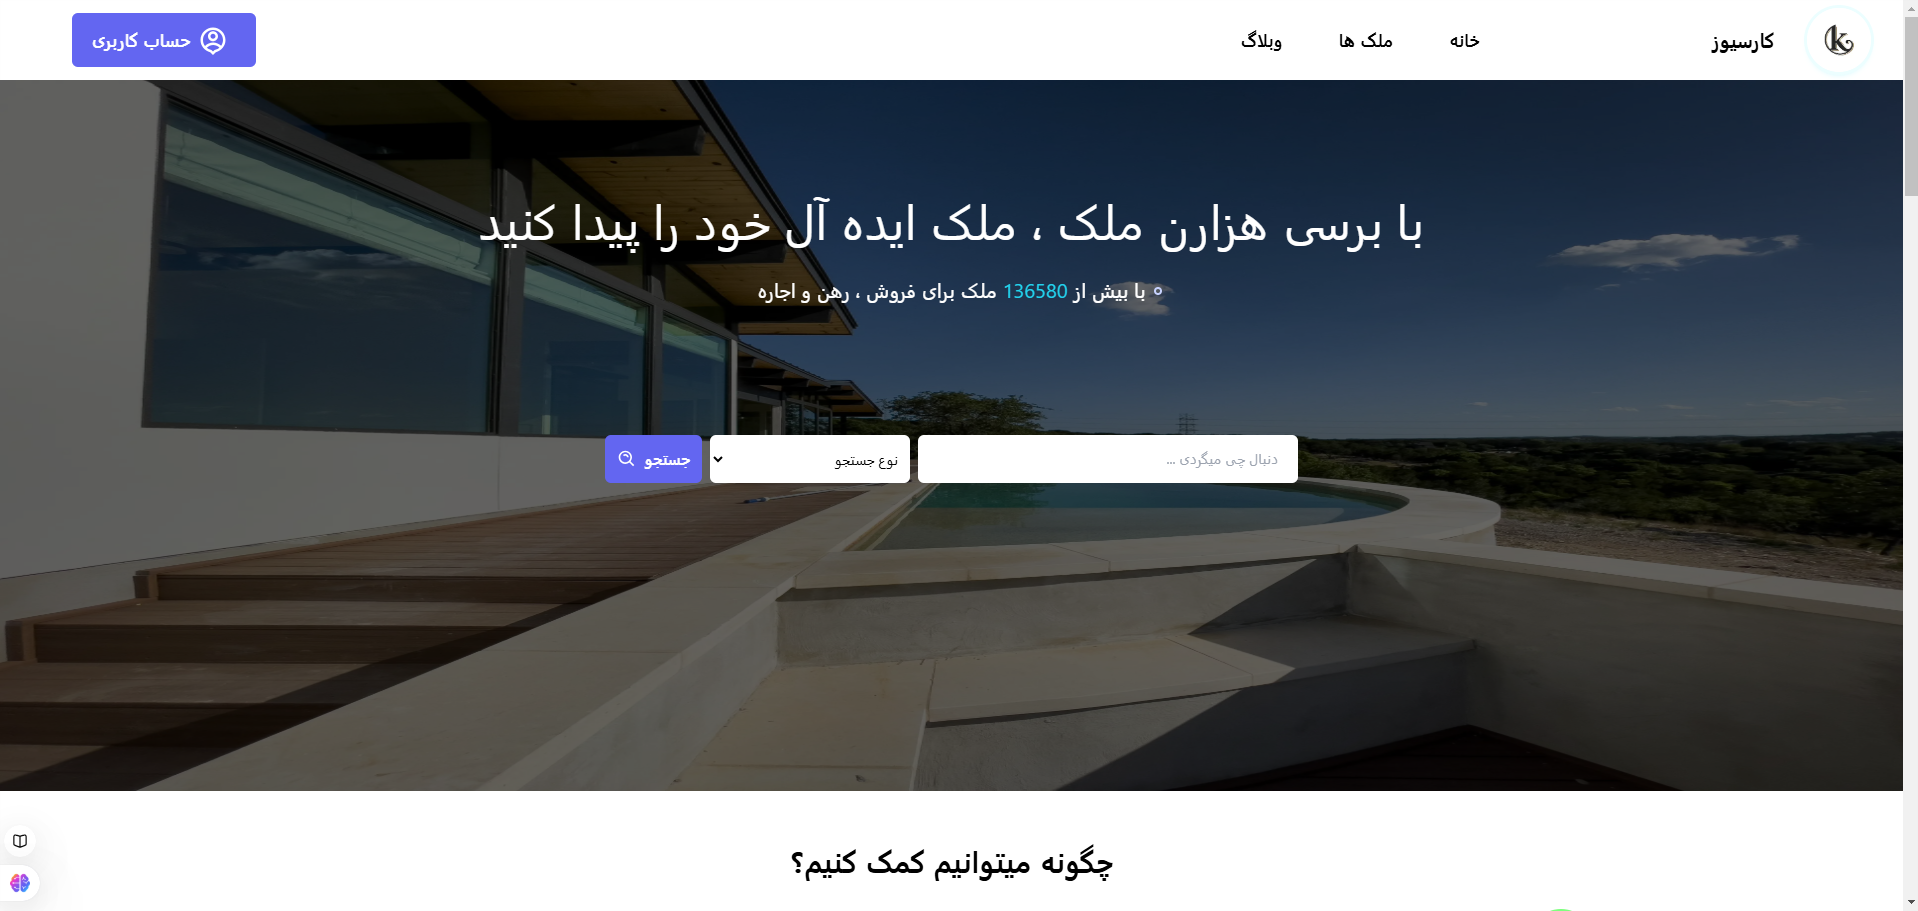 کارسیوز
خانه
ملک ها
وبلاگ
حساب کاربری
با برسی هزارن ملک ، ملک ایده آل خود را پیدا کنید
با بیش از 136580 ملک برای فروش ، رهن و اجاره
دنبال چی میگردی ...
نوع جستجو
جستجو
چگونه میتوانیم کمک کنیم؟